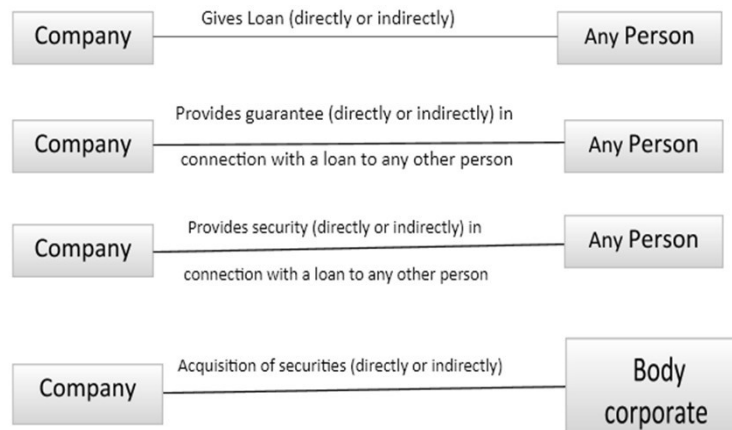 Gives Loan (directly or indirectly)
Company
Any Person
Provides guarantee (directly or indirectly) in
Company
Any Person
connection with a loan to any other person
Provides security (directly or indirectly) in
Company
Any Person
connection with a loan to any other person
Acquisition of securities (directly or indirectly)
Company
Body
corporate